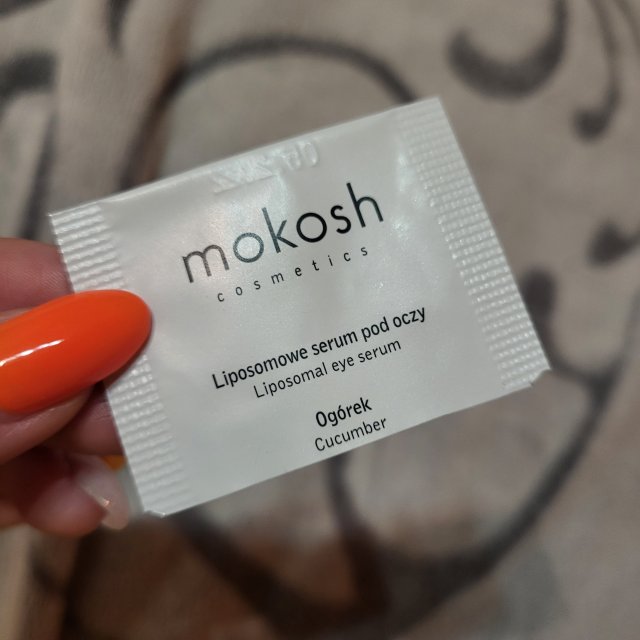 mokosh
cosmetics
Liposomowe serum pod oczy
Liposomal eye serum
Ogórek
Cucumber